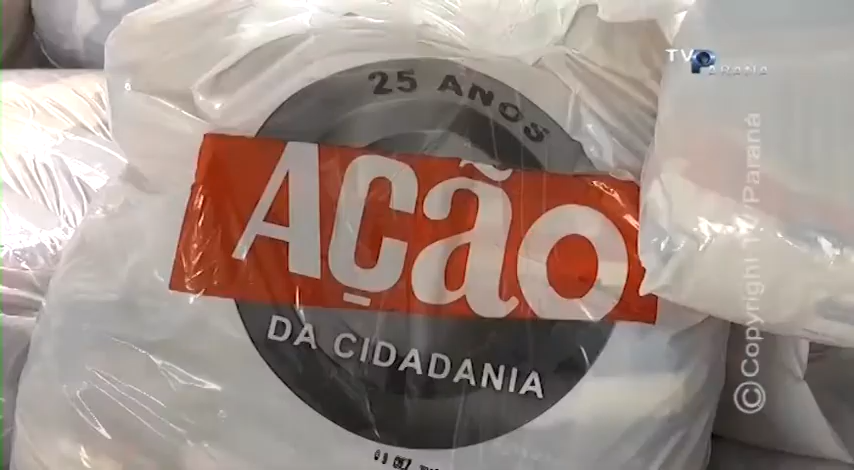 TV PARANÁ
25 ANOS
AÇão
DA CIDADANIA
©Copyright TV Paraná